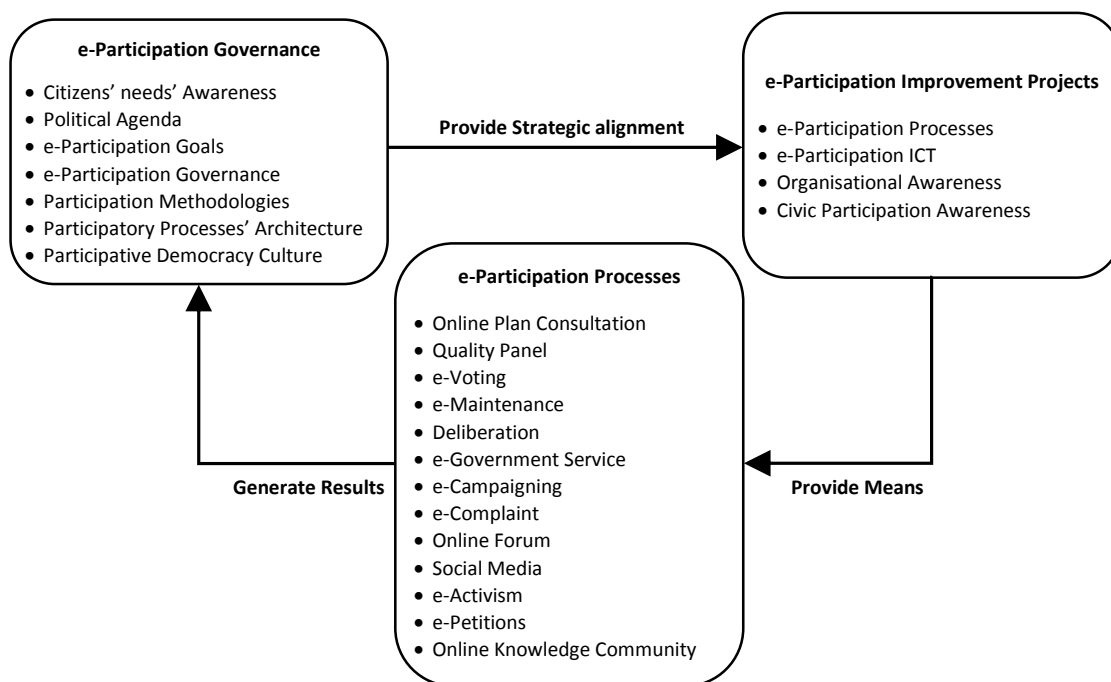 e-Participation Governance
• Citizens’ needs’ Awareness
• Political Agenda
• e-Participation Goals
• e-Participation Governance
• Participation Methodologies
• Participatory Processes’ Architecture
• Participative Democracy Culture
Provide Strategic alignment
e-Participation Improvement Projects
• e-Participation Processes
• e-Participation ICT
• Organisational Awareness
• Civic Participation Awareness
e-Participation Processes
• Online Plan Consultation
• Quality Panel
• e-Voting
• e-Maintenance
• Deliberation
• e-Government Service
• e-Campaigning
• e-Complaint
• Online Forum
• Social Media
• e-Activism
• e-Petitions
• Online Knowledge Community
Generate Results
Provide Means